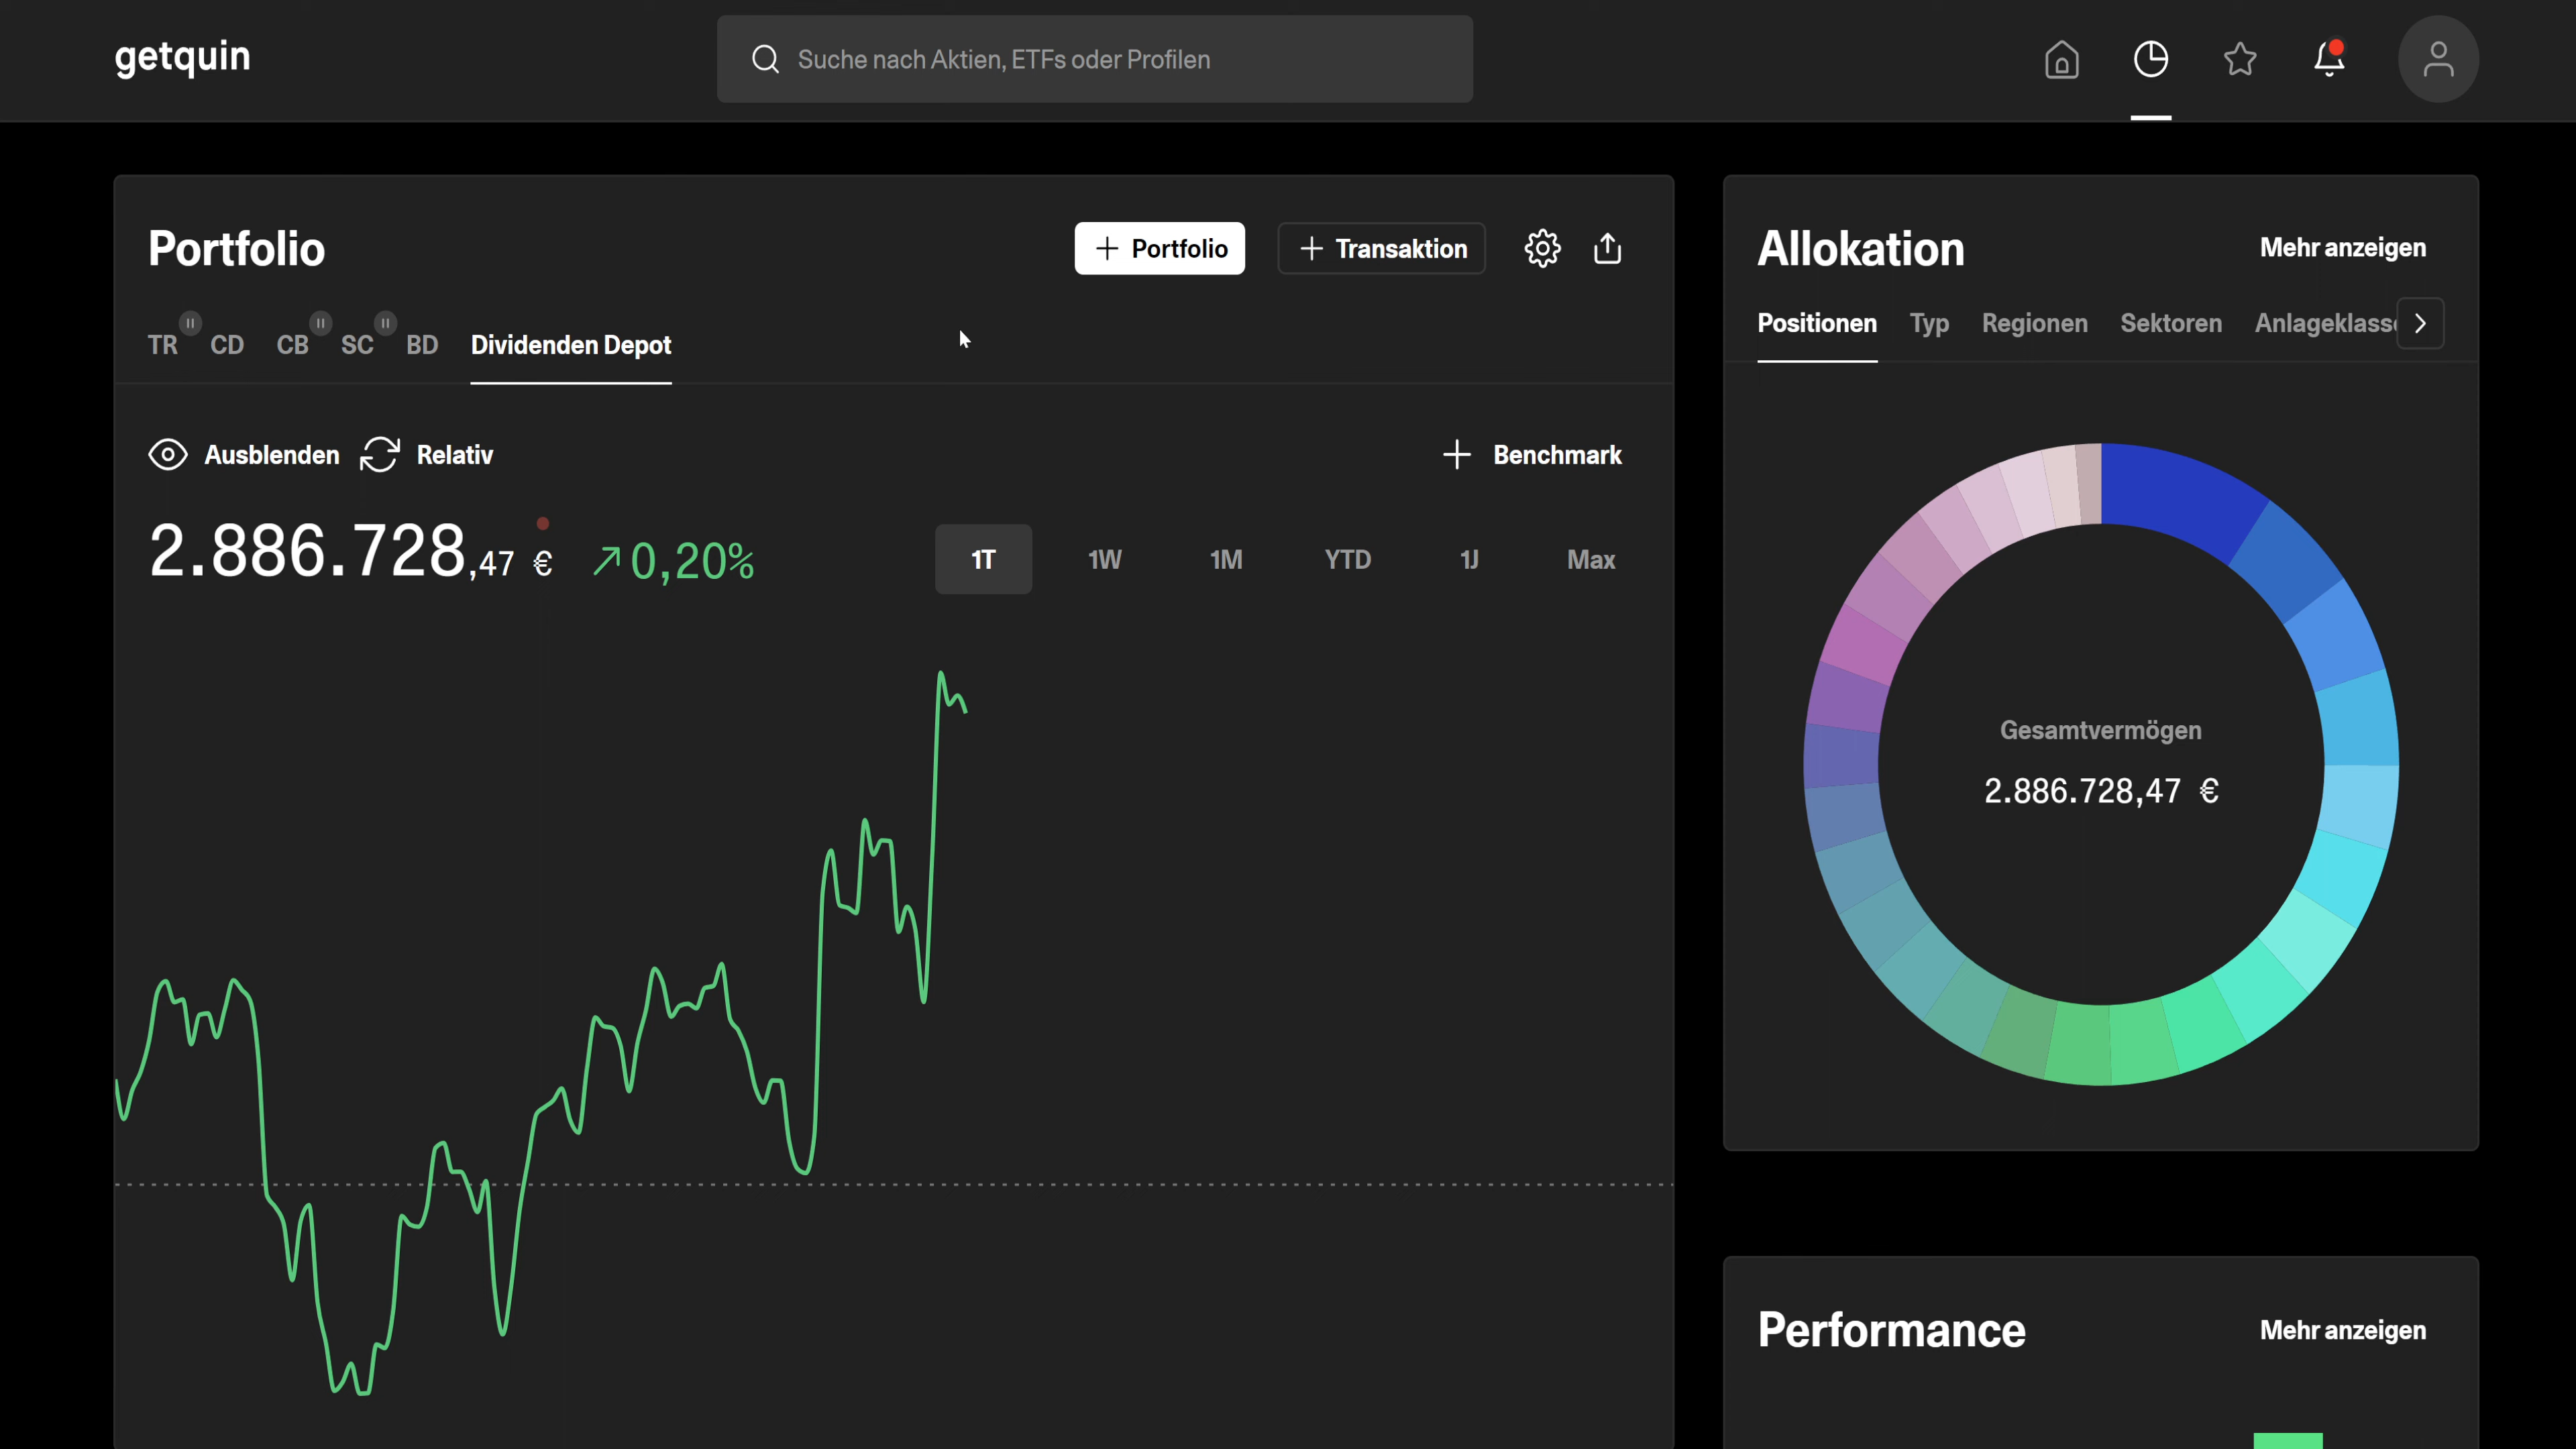 getquin
Suche nach Aktien, ETFs oder Profilen
Portfolio
+ Portfolio
+ Transaktion
TR CD CB SC BD Dividenden Depot
Ausblenden Relativ
+ Benchmark
2.886.728,47 € ↗0,20%
1T 1W 1M YTD 1J Max
Allokation
Mehr anzeigen
Positionen Typ Regionen Sektoren Anlageklasse
Gesamtvermögen
2.886.728,47 €
Performance
Mehr anzeigen